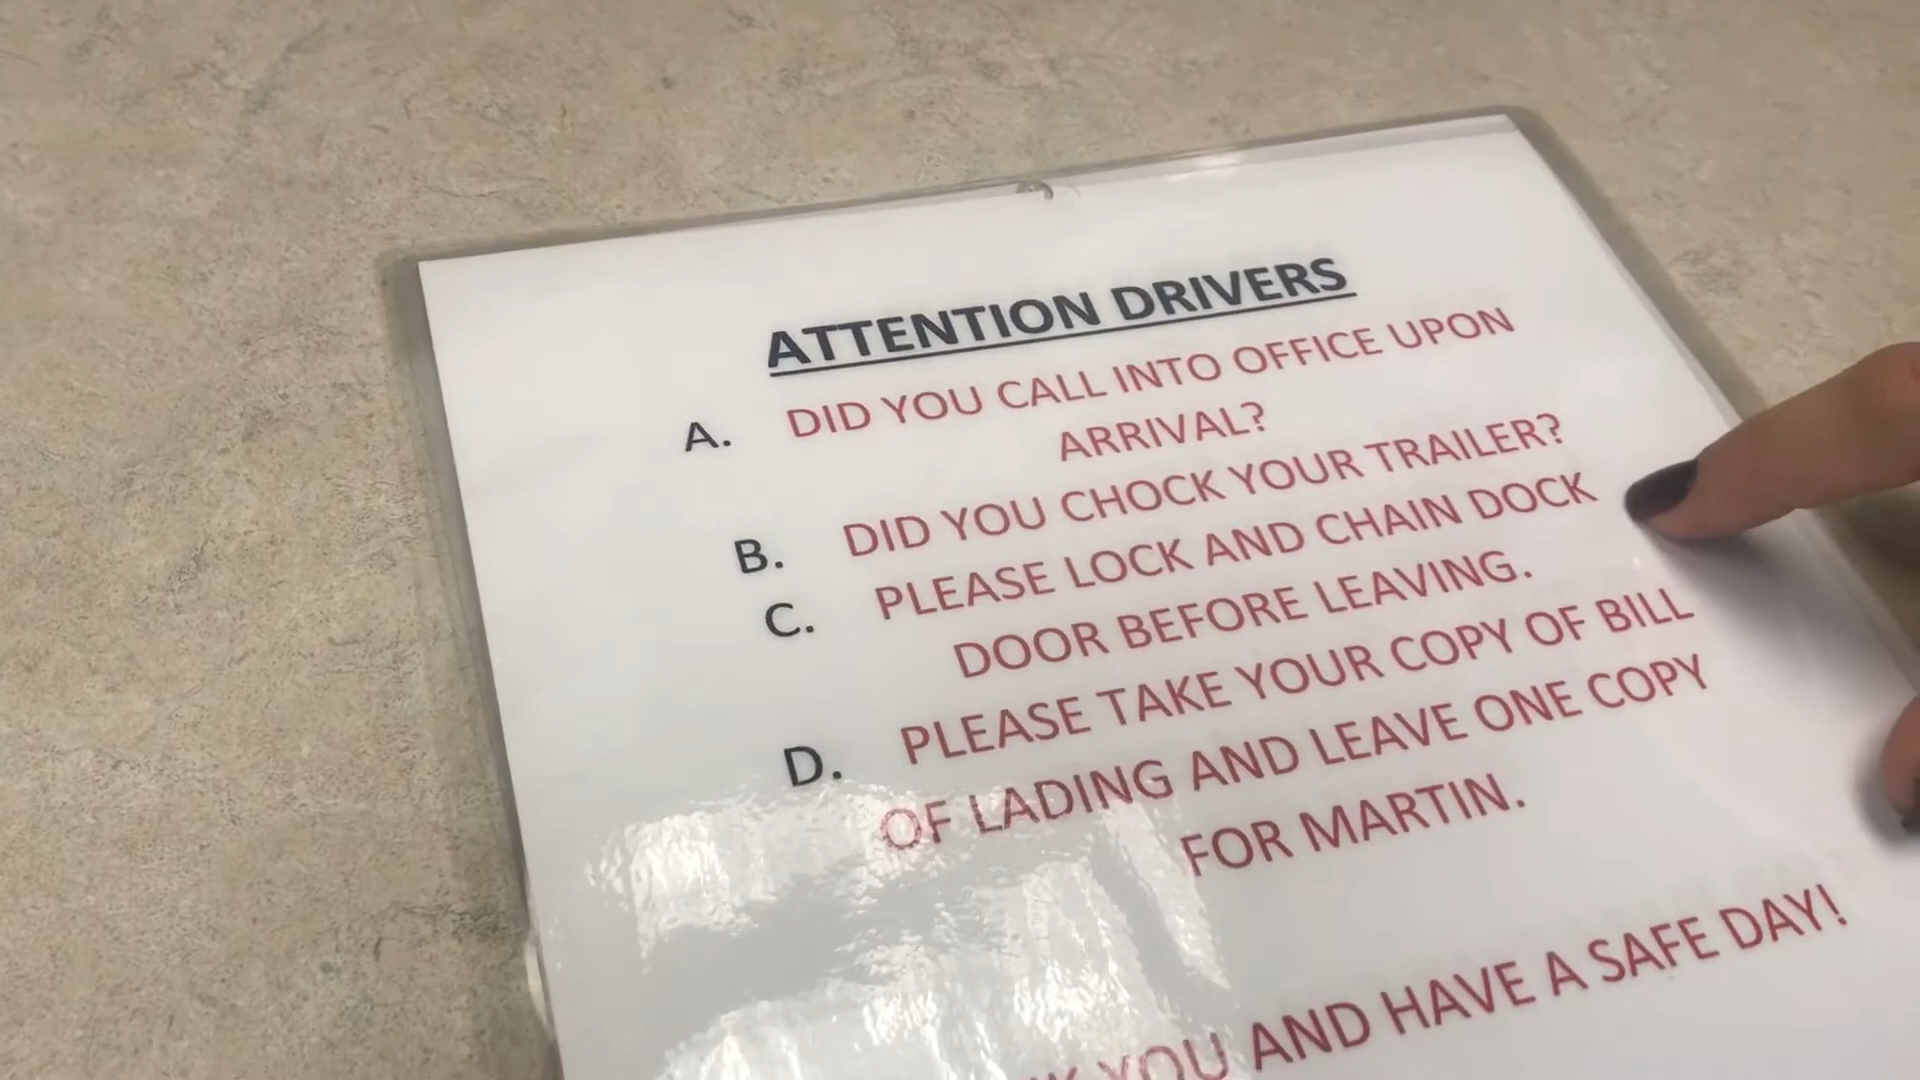 ATTENTION DRIVERS
A. DID YOU CALL INTO OFFICE UPON
ARRIVAL?
B. DID YOU CHOCK YOUR TRAILER?
C. PLEASE LOCK AND CHAIN DOCK
DOOR BEFORE LEAVING.
D. PLEASE TAKE YOUR COPY OF BILL
OF LADING AND LEAVE ONE COPY
FOR MARTIN.
YOU AND HAVE A SAFE DAY!